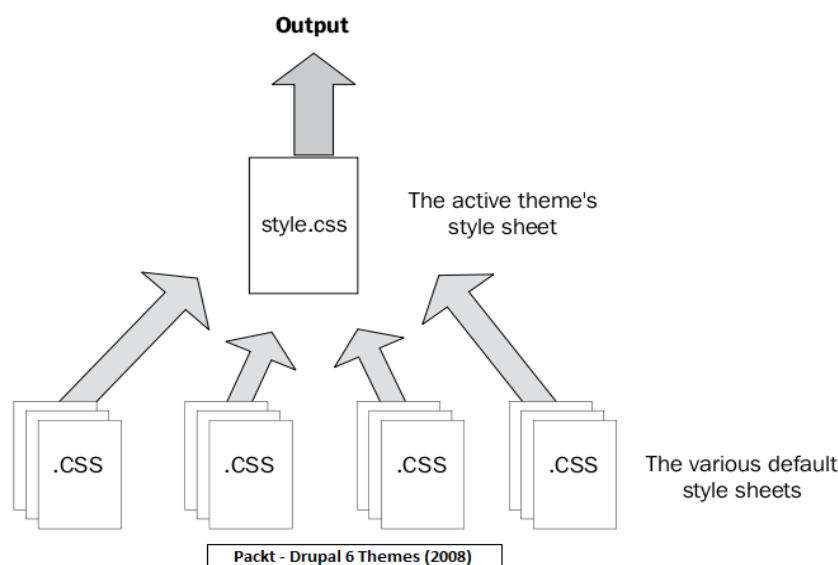 Output
style.css
The active theme's
style sheet
.CSS
.CSS
.CSS
.CSS
The various default
style sheets
Packt - Drupal 6 Themes (2008)